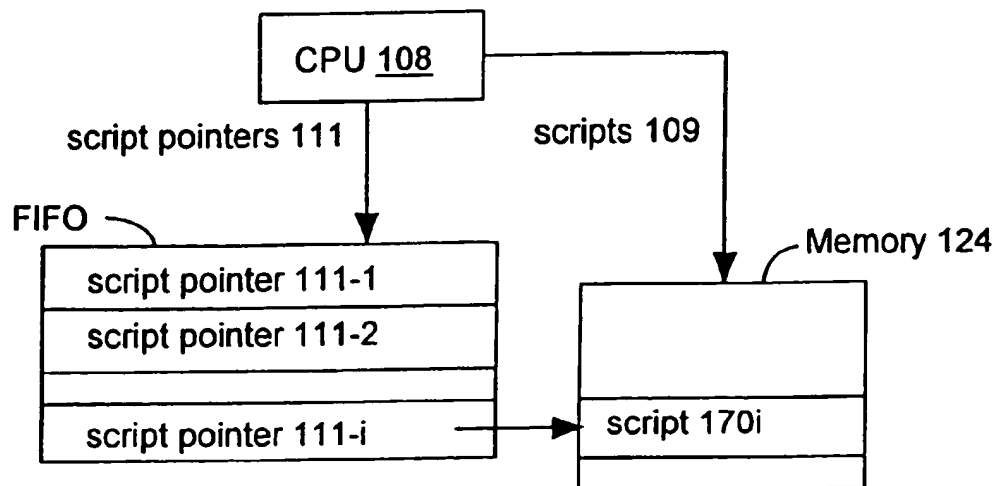 CPU 108
script pointers 111
scripts 109
FIFO
Memory 124
script pointer 111-1
script pointer 111-2
script pointer 111-i
script 170i